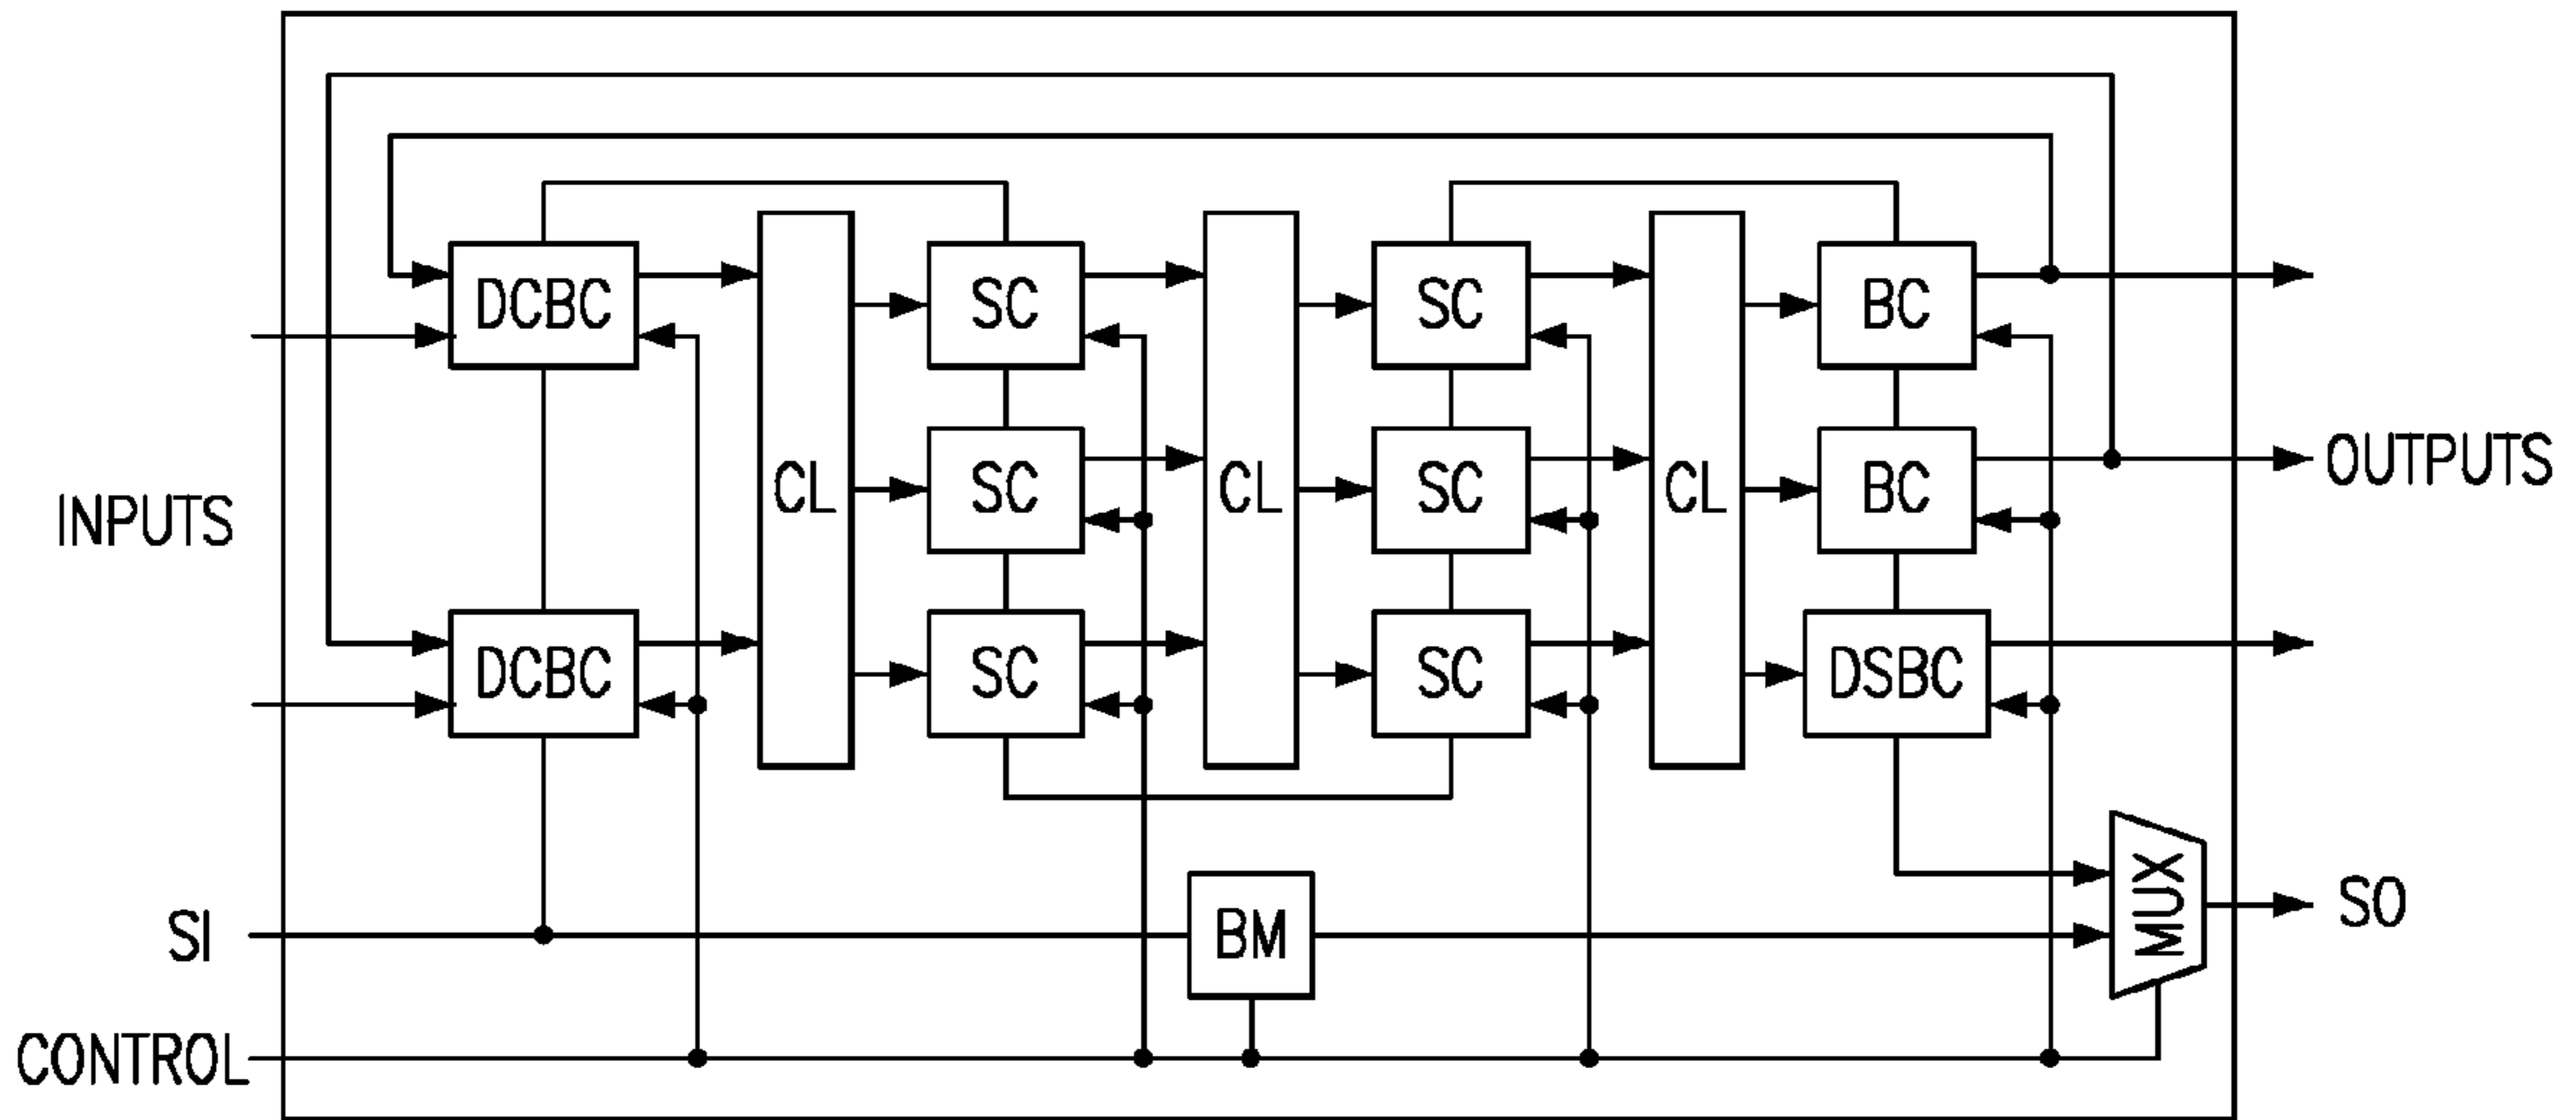 DCBC
SC
SC
BC
CL
SC
CL
SC
CL
BC
OUTPUTS
INPUTS
DCBC
SC
SC
DSBC
MUX
SO
SI
BM
CONTROL